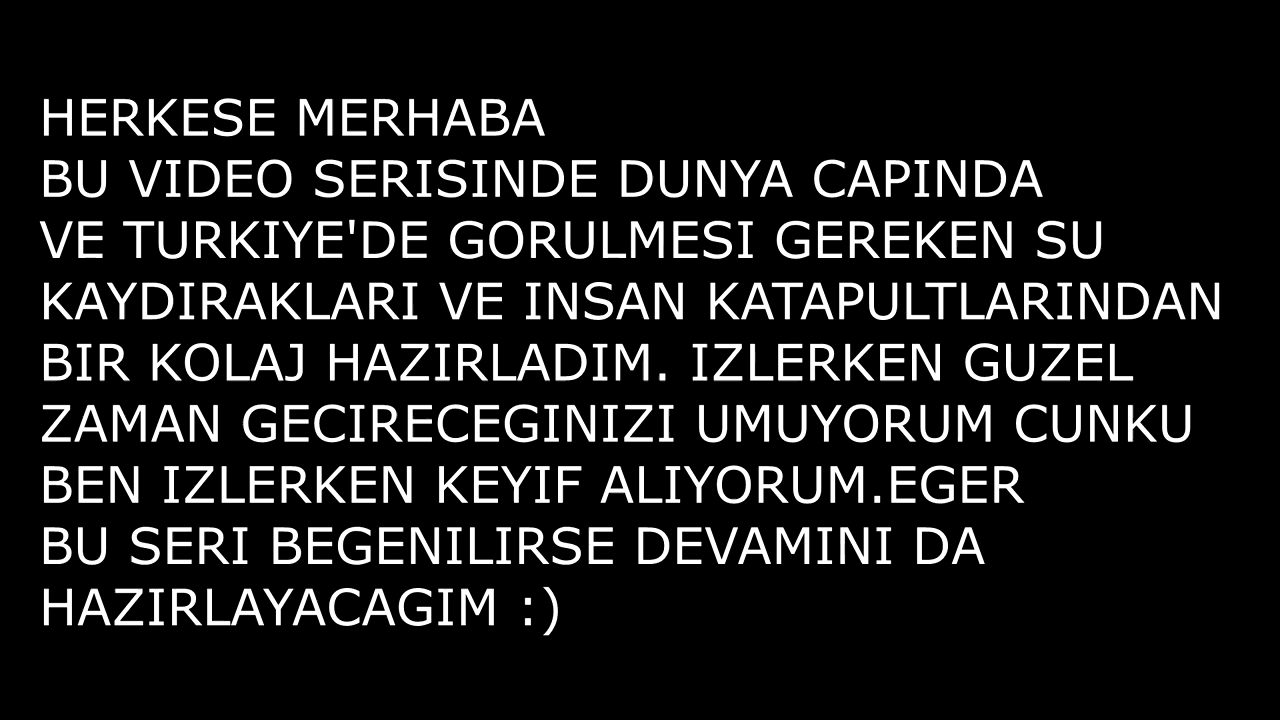 HERKESE MERHABA
BU VIDEO SERISINDE DUNYA CAPINDA
VE TURKIYE'DE GORULMESI GEREKEN SU
KAYDIRAKLARI VE INSAN KATAPULTLARINDAN
BIR KOLAJ HAZIRLADIM. IZLERKEN GUZEL
ZAMAN GECIRECEGINIZI UMUYORUM CUNKU
BEN IZLERKEN KEYIF ALIYORUM.EGER
BU SERI BEGENILIRSE DEVAMINI DA
HAZIRLAYACAGIM :)